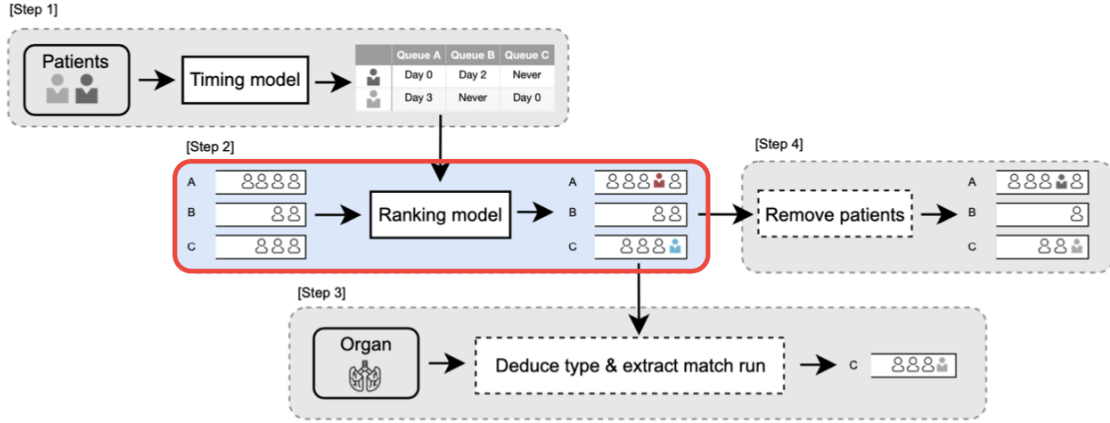 [Step 1]
Patients
Timing model
Queue A Queue B Queue C
Day 0 Day 2 Never
Day 3 Never Day 0
[Step 2]
A
B
C
Ranking model
A
B
C
[Step 4]
Remove patients
A
B
C
[Step 3]
Organ
Deduce type & extract match run
C